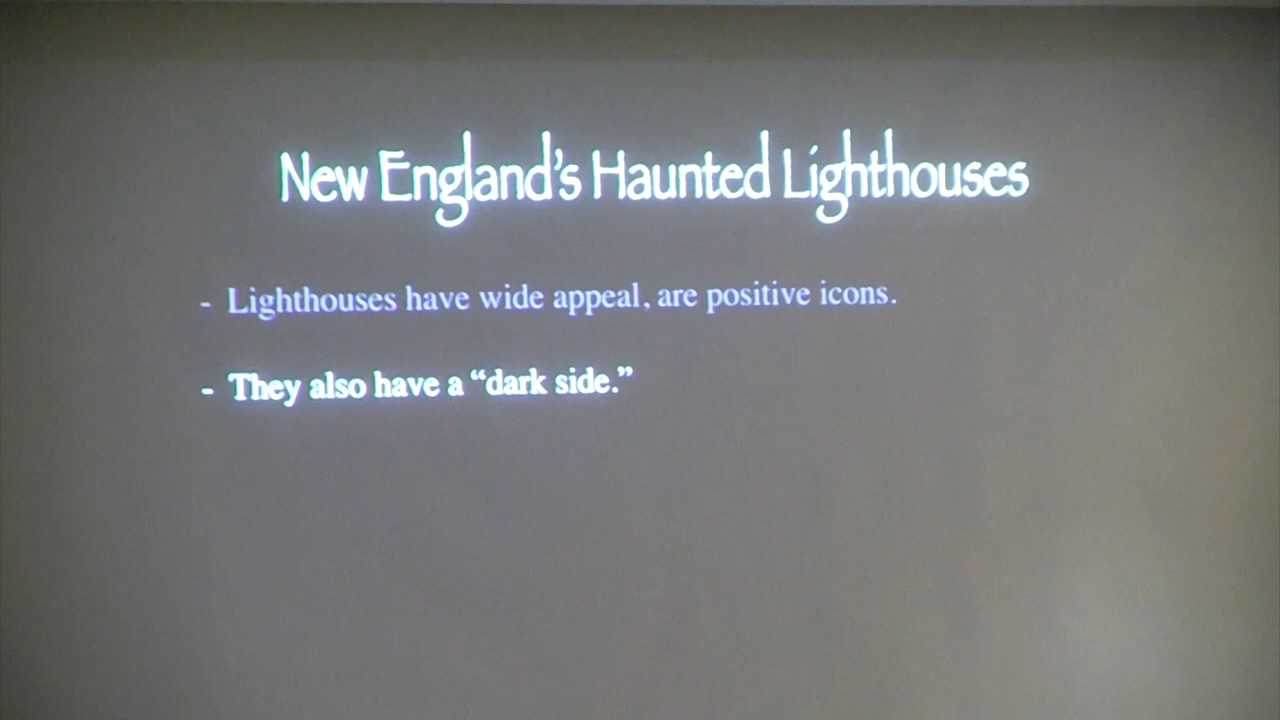 New England's Haunted Lighthouses
- Lighthouses have wide appeal, are positive icons.
- They also have a “dark side.”